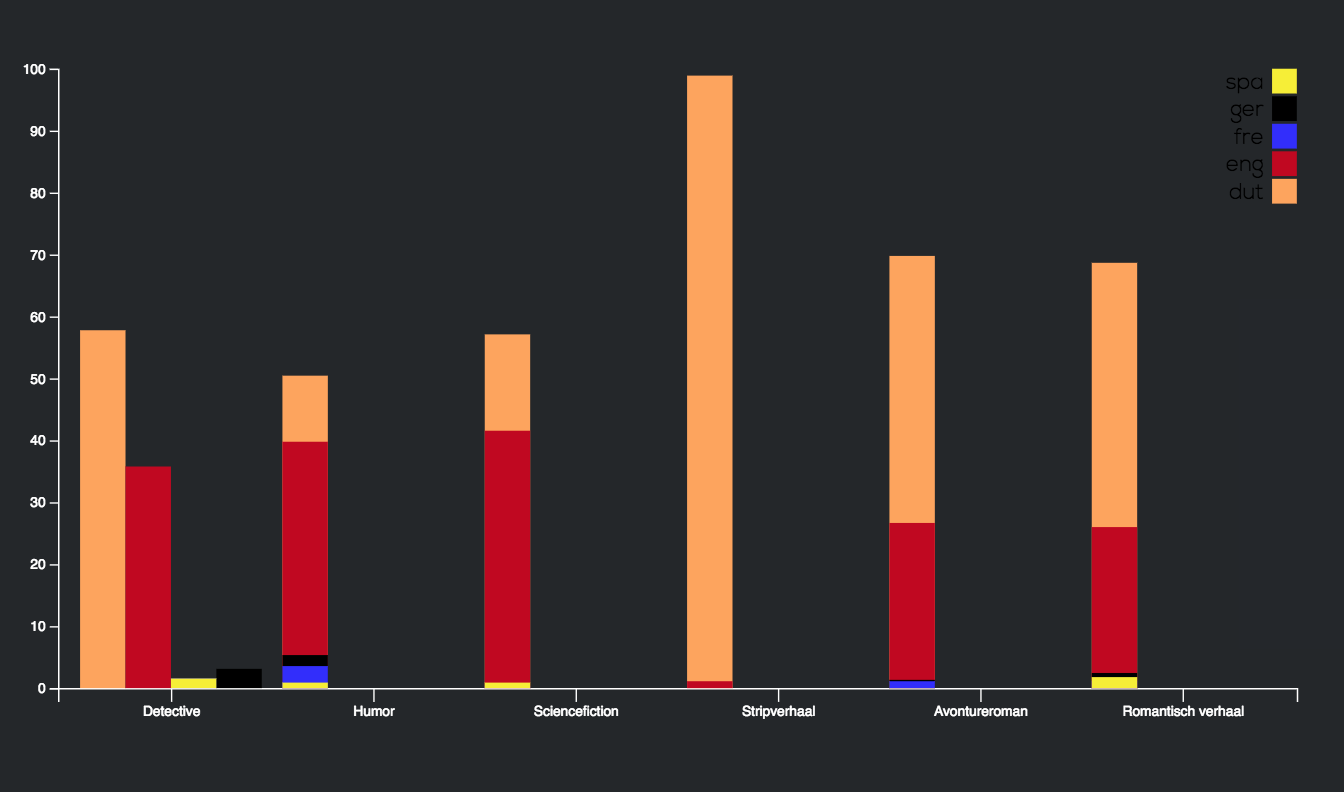 100
90
80
70
60
50
40
30
20
10
0
spa
ger
fre
eng
dut
Detective Humor Sciencefiction Stripverhaal Avontureroman Romantisch verhaal